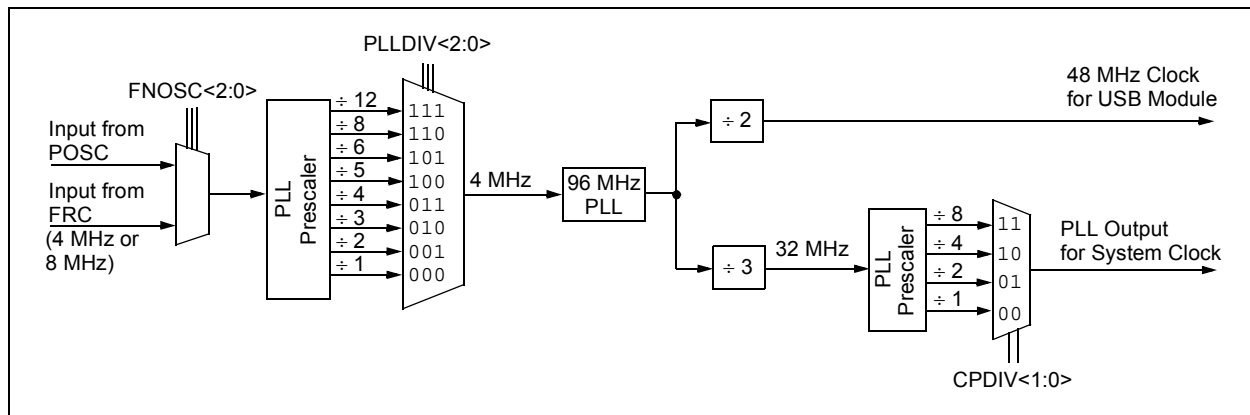 PLLDIV<2:0>
FNOSC<2:0>
Input from
POSC
Input from
FRC
(4 MHz or
8 MHz)
PLL
Prescaler
÷ 12
÷ 8
÷ 6
÷ 5
÷ 4
÷ 3
÷ 2
÷ 1
111
110
101
100
011
010
001
000
4 MHz
96 MHz
PLL
÷ 2
48 MHz Clock
for USB Module
÷ 3
32 MHz
PLL
Prescaler
÷ 8
÷ 4
÷ 2
÷ 1
11
10
01
00
PLL Output
for System Clock
CPDIV<1:0>